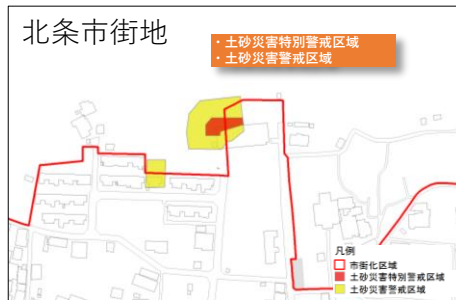 北条市街地
・土砂災害特別警戒区域
・土砂災害警戒区域
凡例
市街化区域
土砂災害特別警戒区域
土砂災害警戒区域